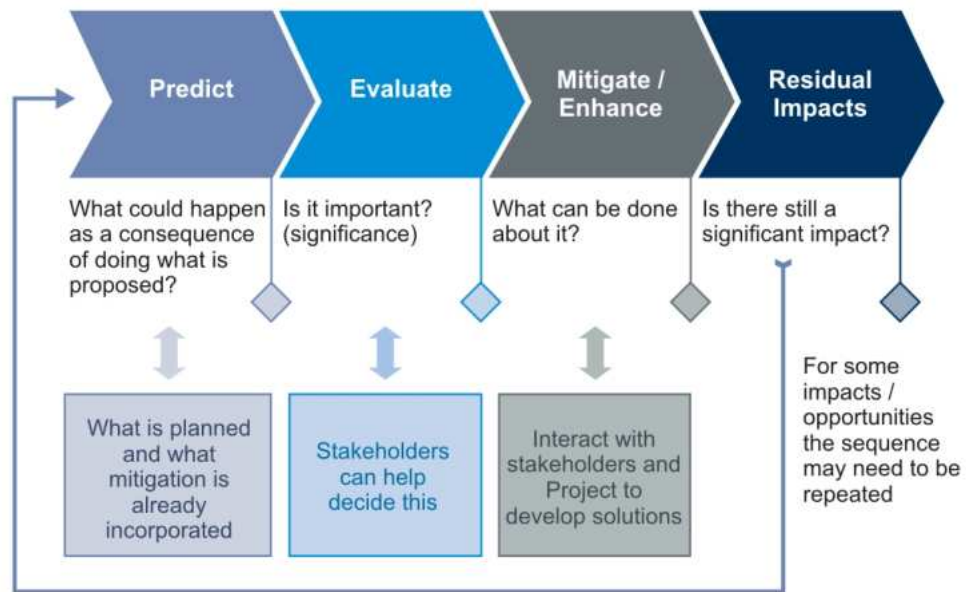 Predict
Evaluate
Mitigate /
Enhance
Residual
Impacts
What could happen
as a consequence
of doing what is
proposed?
Is it important?
(significance)
What can be done
about it?
Is there still a
significant impact?
What is planned
and what
mitigation is
already
incorporated
Stakeholders
can help
decide this
Interact with
stakeholders and
Project to
develop solutions
For some
impacts /
opportunities
the sequence
may need to be
repeated